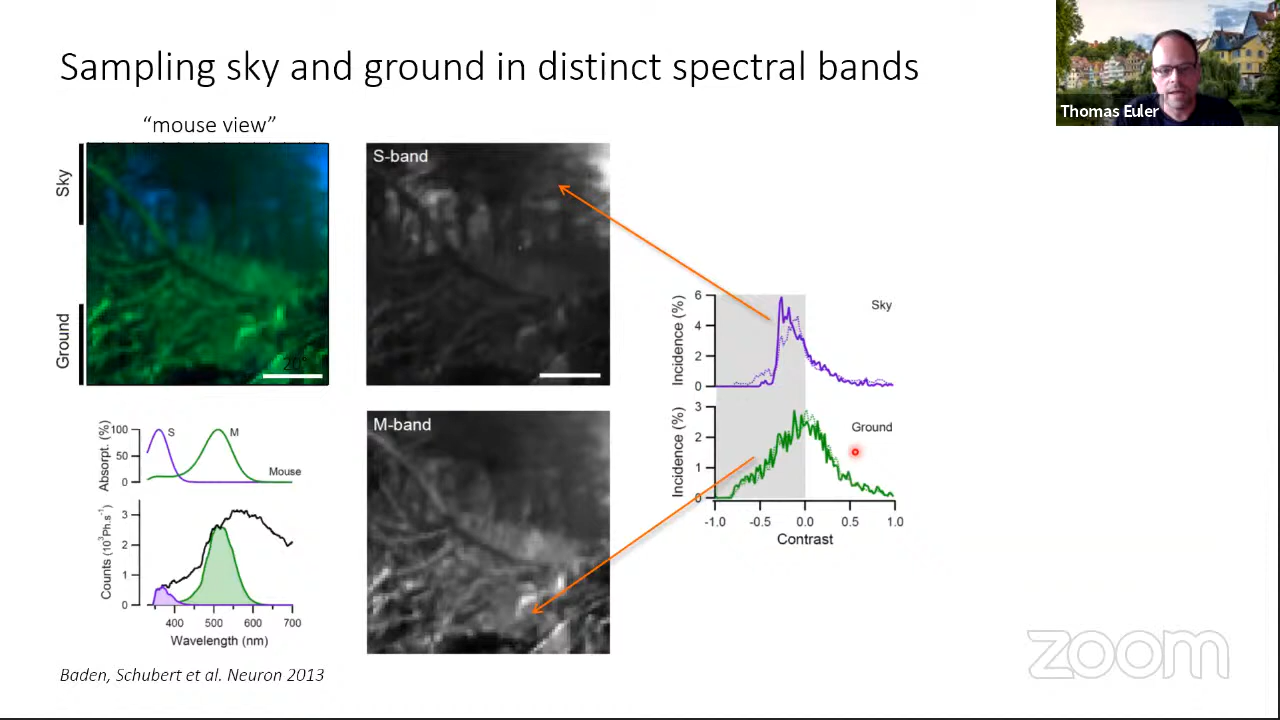 Sampling sky and ground in distinct spectral bands
Thomas Euler
“mouse view”
Sky
Ground
20°
S-band
M-band
Absorpt. (%)
100
50
0
S
M
Mouse
Counts (10³Ph.s⁻¹)
3
2
1
0
400 500 600 700
Wavelength (nm)
Incidence (%)
6
4
2
0
Sky
Incidence (%)
3
2
1
0
Ground
-1.0 -0.5 0.0 0.5 1.0
Contrast
Baden, Schubert et al. Neuron 2013
zoom